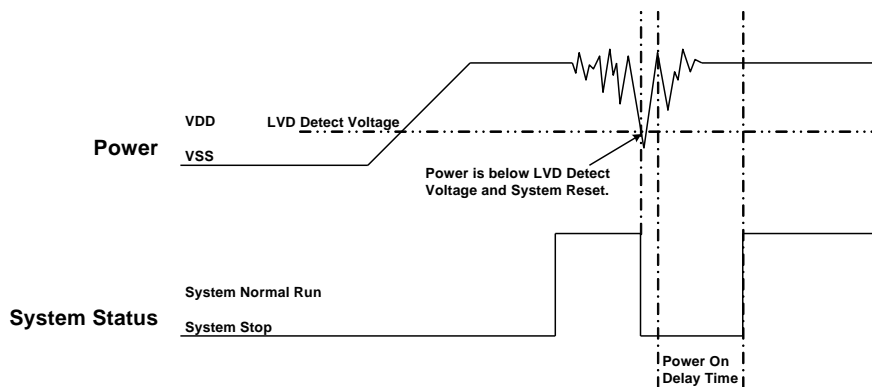 VDD
LVD Detect Voltage
Power
VSS
Power is below LVD Detect
Voltage and System Reset.
System Normal Run
System Status
System Stop
Power On
Delay Time